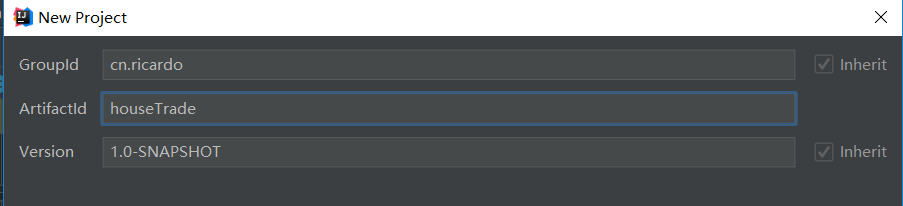 New Project
GroupId cn.ricardo Inherit
ArtifactId houseTrade
Version 1.0-SNAPSHOT Inherit